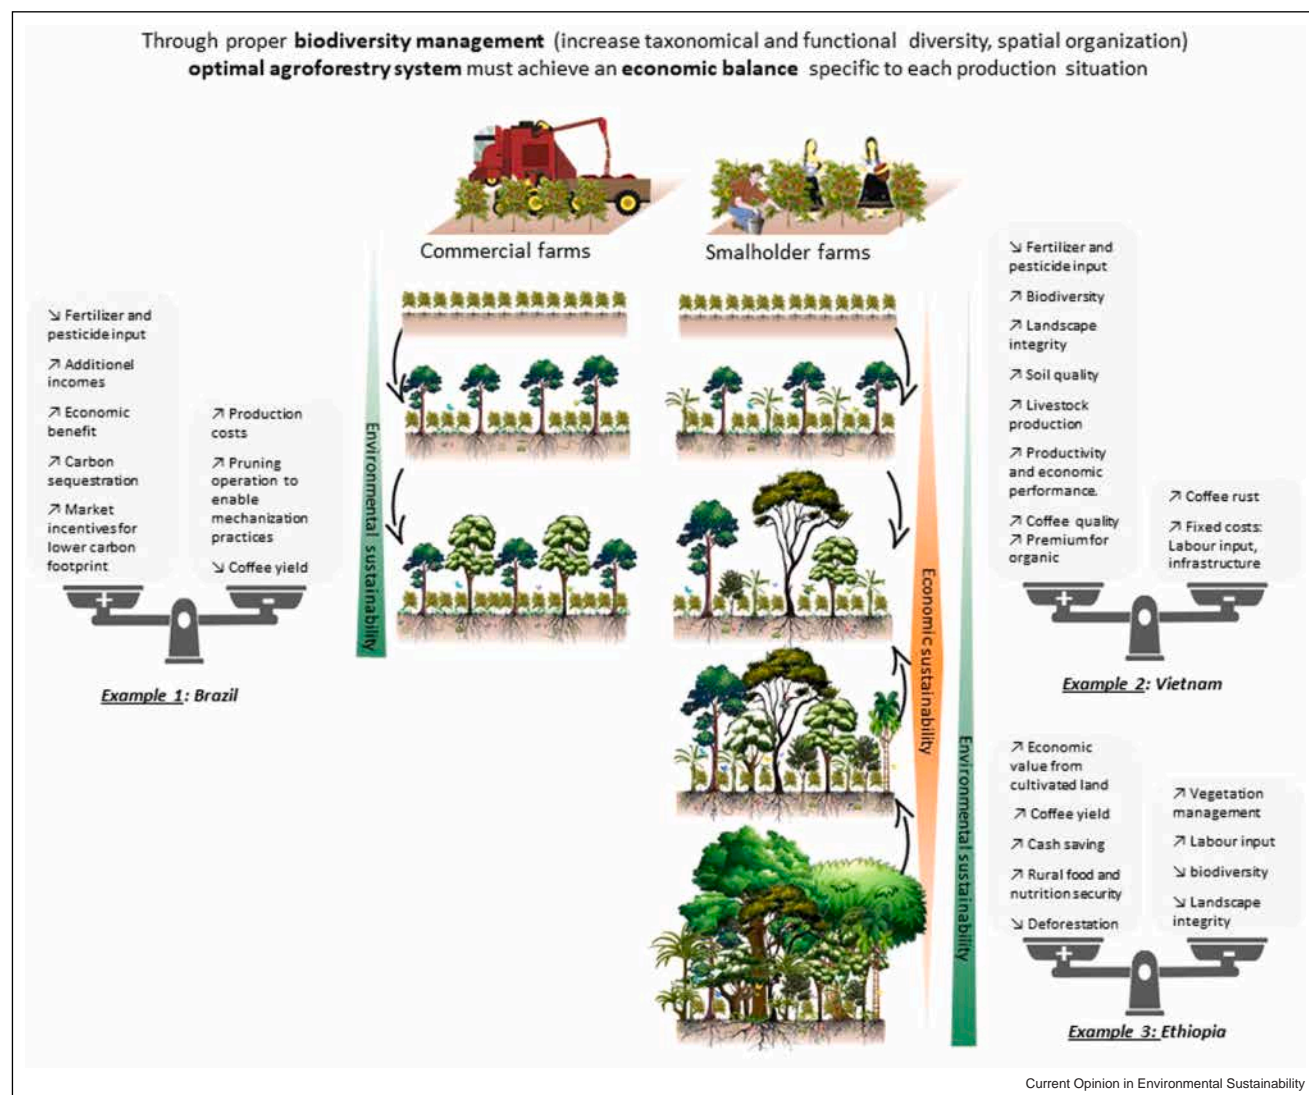 Through proper biodiversity management (increase taxonomical and functional diversity, spatial organization)
optimal agroforestry system must achieve an economic balance specific to each production situation
Commercial farms
Smalholder farms
↘ Fertilizer and
pesticide input
↗ Additionel
incomes
↗ Economic
benefit
↗ Carbon
sequestration
↗ Market
incentives for
lower carbon
footprint
↗ Production
costs
↗ Pruning
operation to
enable
mechanization
practices
↘ Coffee yield
+
-
Example 1: Brazil
Environmental sustainability
Economic sustainability
Environmental sustainability
↘ Fertilizer and
pesticide input
↗ Biodiversity
↗ Landscape
integrity
↗ Soil quality
↗ Livestock
production
↗ Productivity
and economic
performance.
↗ Coffee quality
↗ Premium for
organic
↗ Coffee rust
↗ Fixed costs:
Labour input,
infrastructure
+
-
Example 2: Vietnam
↗ Economic
value from
cultivated land
↗ Coffee yield
↗ Cash saving
↗ Rural food and
nutrition security
↘ Deforestation
↗ Vegetation
management
↗ Labour input
↘ biodiversity
↘ Landscape
integrity
+
-
Example 3: Ethiopia
Current Opinion in Environmental Sustainability